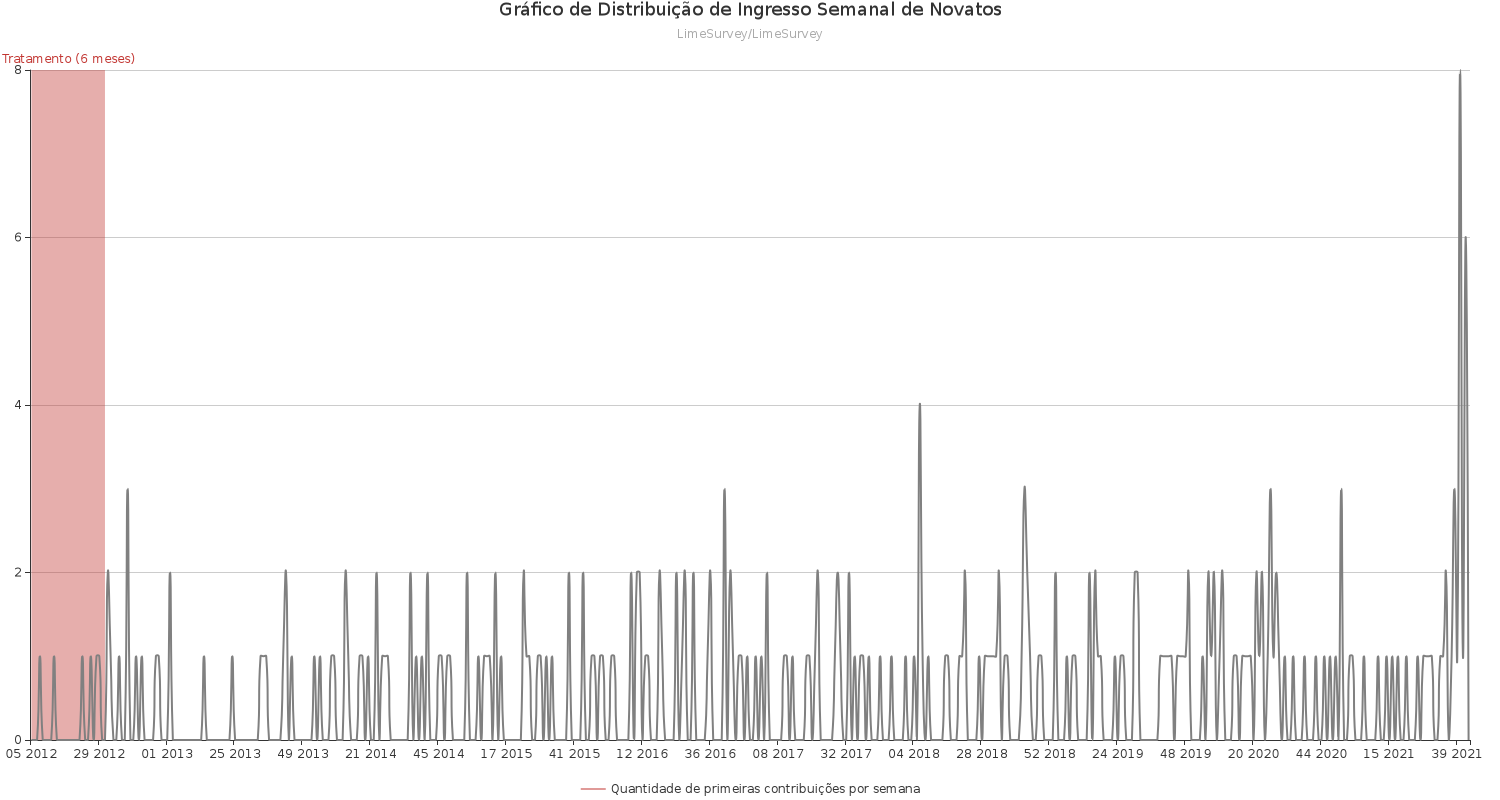 Gráfico de Distribuição de Ingresso Semanal de Novatos
LimeSurvey/LimeSurvey
Tratamento (6 meses)
8
6
4
2
0
05 2012 29 2012 01 2013 25 2013 49 2013 21 2014 45 2014 17 2015 41 2015 12 2016 36 2016 08 2017 32 2017 04 2018 28 2018 52 2018 24 2019 48 2019 20 2020 44 2020 15 2021 39 2021
Quantidade de primeiras contribuições por semana